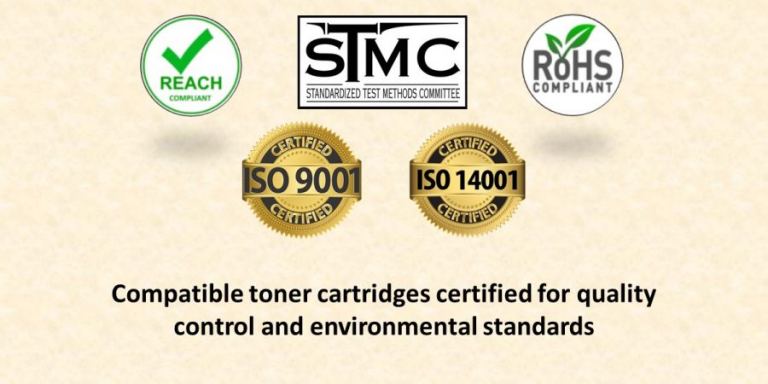 REACH
COMPLIANT
STMC
STANDARDIZED TEST METHODS COMMITTEE
RoHS
COMPLIANT
CERTIFIED
ISO 9001
CERTIFIED
CERTIFIED
ISO 14001
CERTIFIED
Compatible toner cartridges certified for quality
control and environmental standards